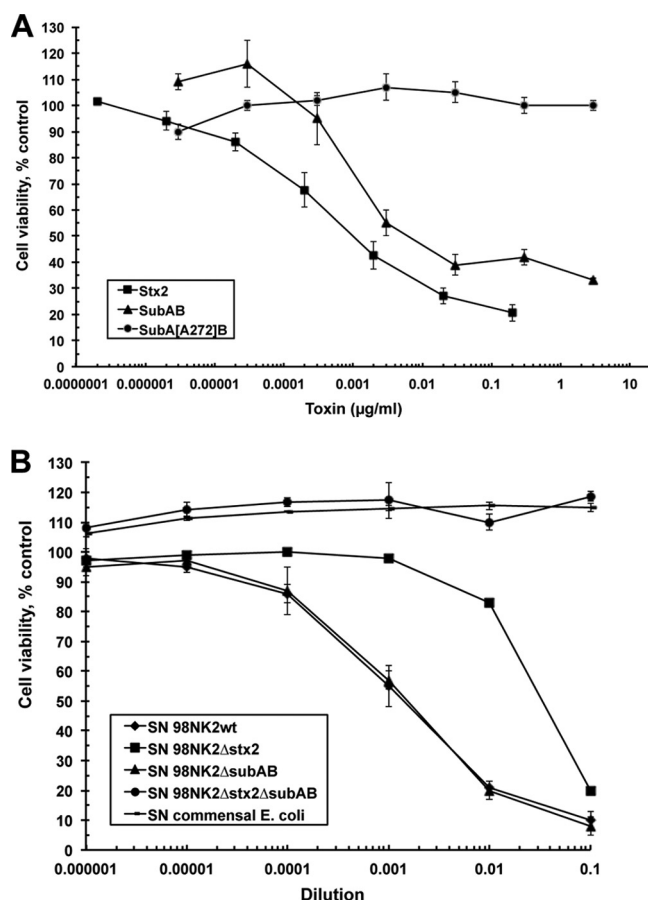 A
130
120
110
100
90
80
70
60
50
40
30
20
10
0
Cell viability, % control
Stx2
SubAB
SubA[A272]B
0.0000001 0.000001 0.00001 0.0001 0.001 0.01 0.1 1 10
Toxin (µg/ml)
B
130
120
110
100
90
80
70
60
50
40
30
20
10
0
Cell viability, % control
SN 98NK2wt
SN 98NK2Δstx2
SN 98NK2ΔsubAB
SN 98NK2Δstx2ΔsubAB
SN commensal E. coli
0.000001 0.00001 0.0001 0.001 0.01 0.1
Dilution